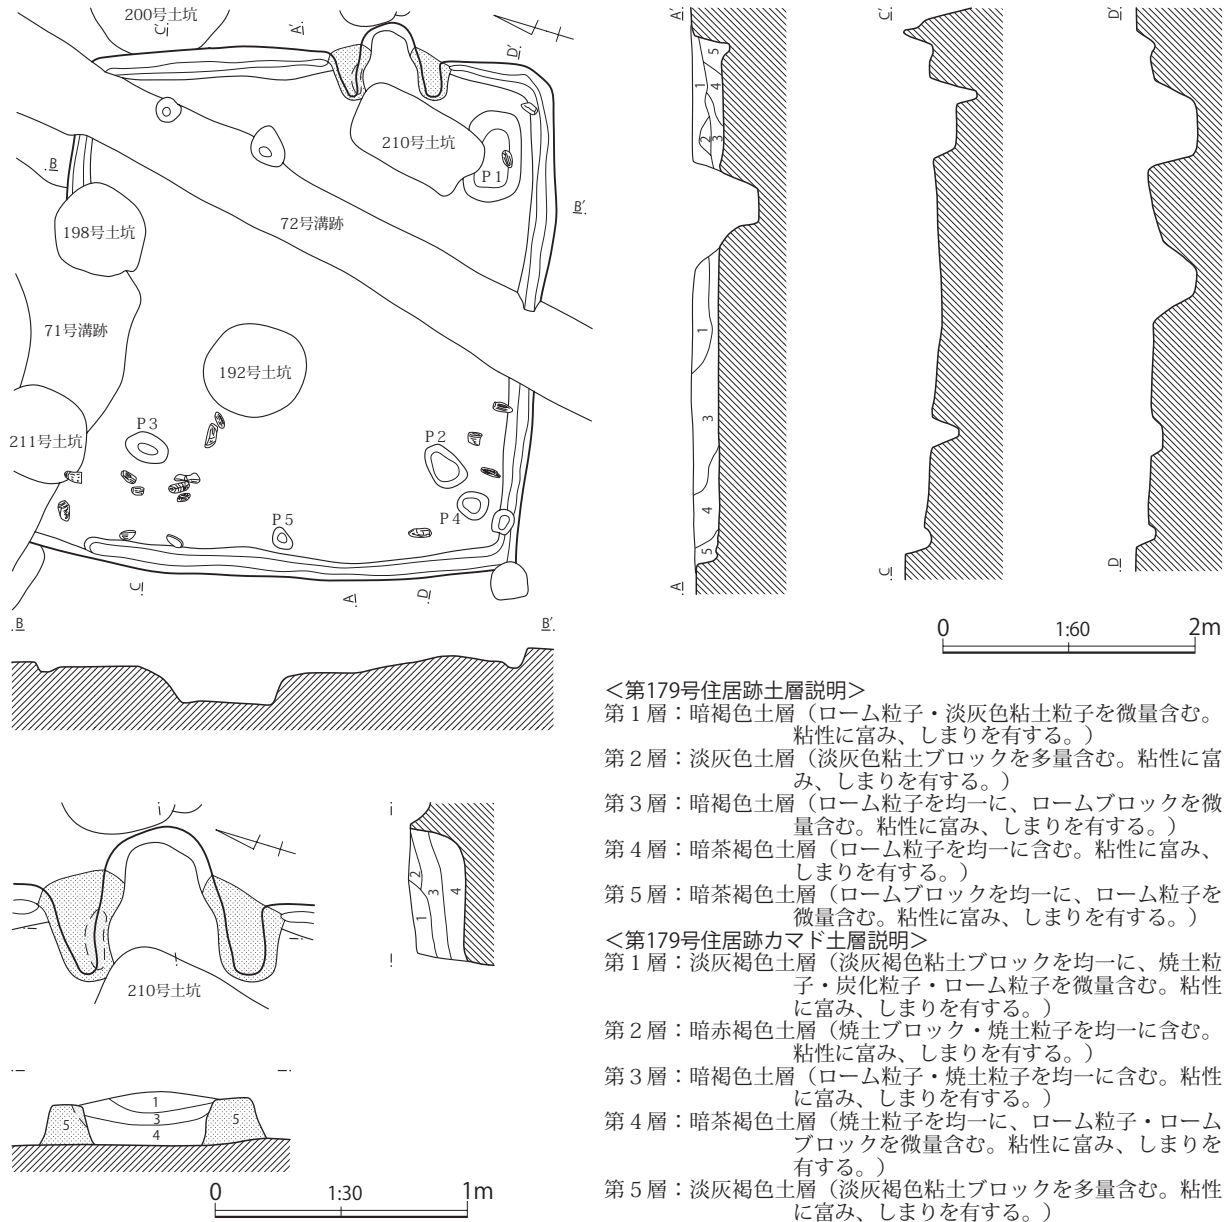 200号土坑
C′
A′
D′
210号土坑
P1
B
B′
72号溝跡
198号土坑
71号溝跡
192号土坑
P3
P2
211号土坑
P4
P5
C
A
D
B
B′
A′
5
1
4
2
3
1
3
4
5
A
C′
C
D′
D
0
1:60
2m
＜第179号住居跡土層説明＞
第１層：暗褐色土層（ローム粒子・淡灰色粘土粒子を微量含む。
粘性に富み、しまりを有する。）
第２層：淡灰色土層（淡灰色粘土ブロックを多量含む。粘性に富
み、しまりを有する。）
第３層：暗褐色土層（ローム粒子を均一に、ロームブロックを微
量含む。粘性に富み、しまりを有する。）
第４層：暗茶褐色土層（ローム粒子を均一に含む。粘性に富み、
しまりを有する。）
第５層：暗茶褐色土層（ロームブロックを均一に、ローム粒子を
微量含む。粘性に富み、しまりを有する。）
＜第179号住居跡カマド土層説明＞
第１層：淡灰褐色土層（淡灰褐色粘土ブロックを均一に、焼土粒
子・炭化粒子・ローム粒子を微量含む。粘性
に富み、しまりを有する。）
第２層：暗赤褐色土層（焼土ブロック・焼土粒子を均一に含む。
粘性に富み、しまりを有する。）
第３層：暗褐色土層（ローム粒子・焼土粒子を均一に含む。粘性
に富み、しまりを有する。）
第４層：暗茶褐色土層（焼土粒子を均一に、ローム粒子・ローム
ブロックを微量含む。粘性に富み、しまりを
有する。）
第５層：淡灰褐色土層（淡灰褐色粘土ブロックを多量含む。粘性
に富み、しまりを有する。）
210号土坑
2
3
4
1
1
3
4
5
5
0
1:30
1m